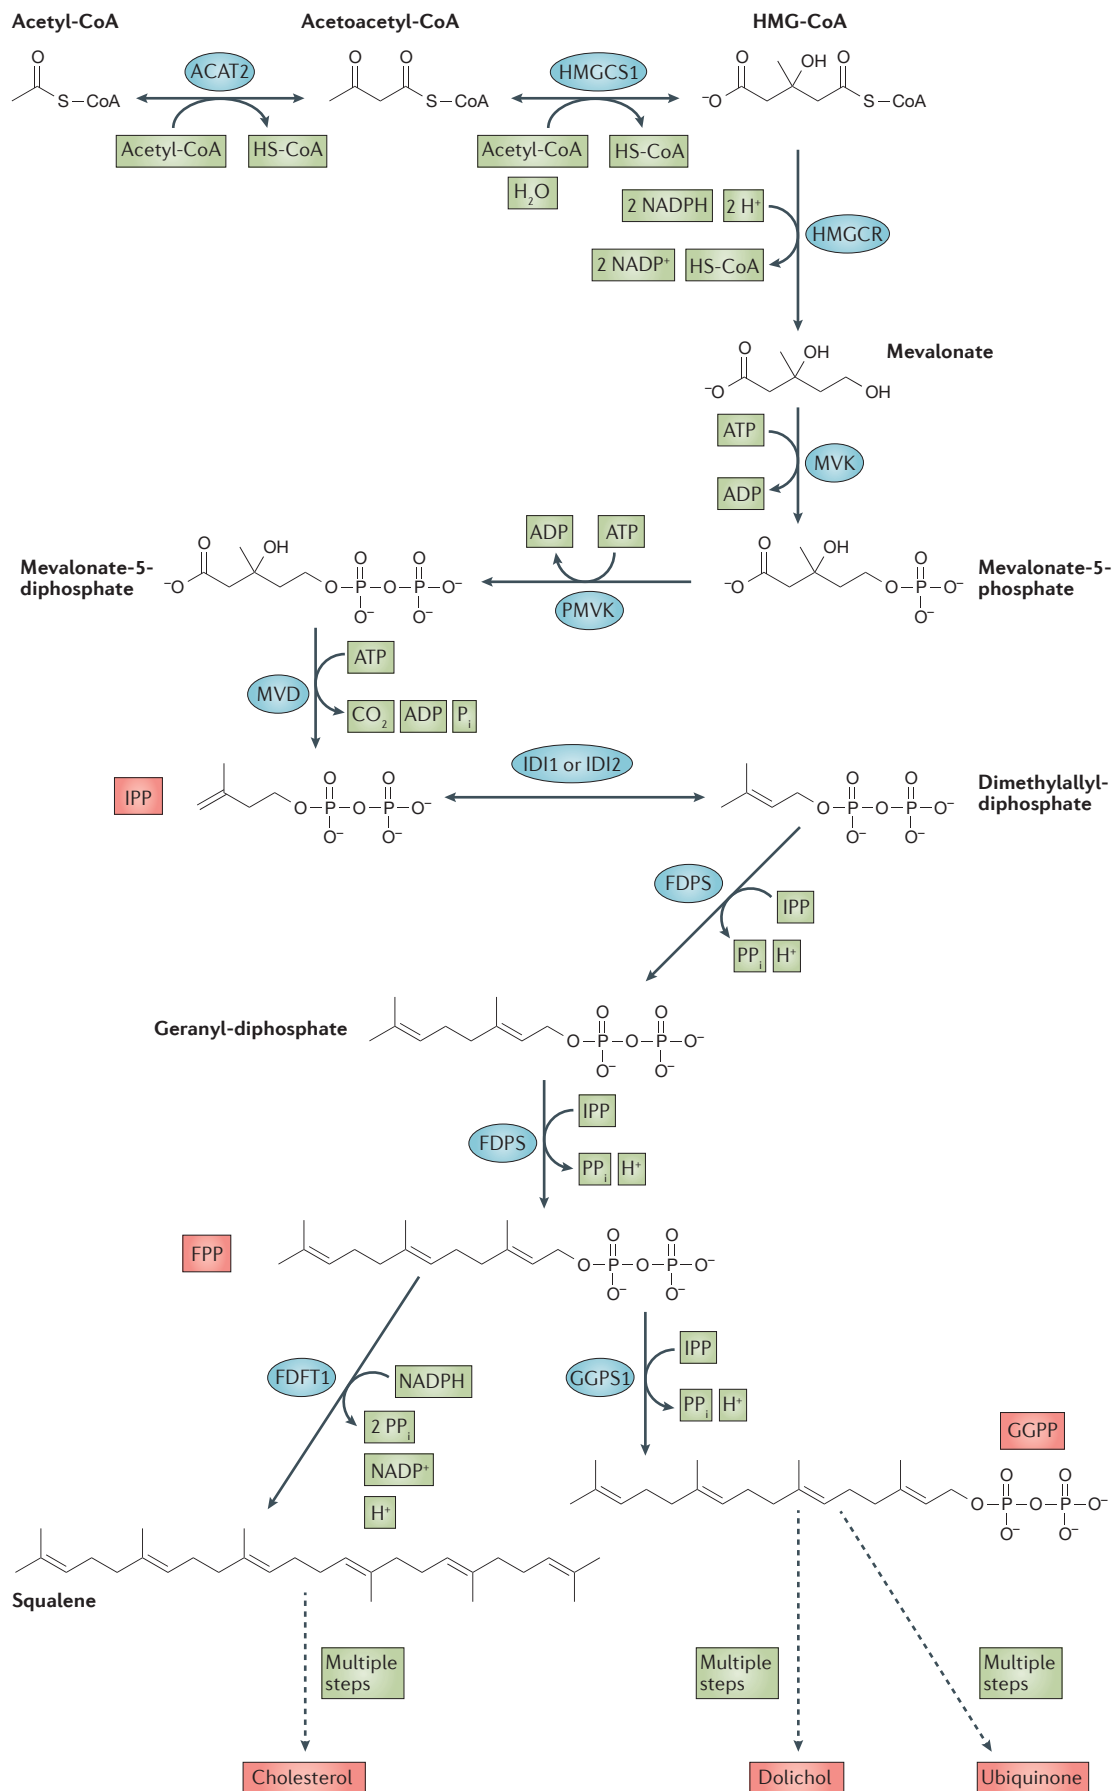 Acetyl-CoA
Acetoacetyl-CoA
HMG-CoA
O
S CoA
ACAT2
Acetyl-CoA
HS-CoA
O O
S CoA
HMGCS1
Acetyl-CoA
HS-CoA
H₂O
O OH O
⁻O S CoA
2 NADPH 2 H⁺
HMGCR
2 NADP⁺ HS-CoA
Mevalonate
O OH
⁻O OH
ATP
MVK
ADP
Mevalonate-5-
phosphate
O OH O
⁻O O P O⁻
O⁻
ADP ATP
PMVK
Mevalonate-5-
diphosphate
O OH O O
⁻O O P O P O⁻
O⁻ O⁻
ATP
MVD
CO₂ ADP Pᵢ
IPP
O O
O P O P O⁻
O⁻ O⁻
IDI1 or IDI2
Dimethylallyl-
diphosphate
O O
O P O P O⁻
O⁻ O⁻
FDPS
IPP
PPᵢ H⁺
Geranyl-diphosphate
O O
O P O P O⁻
O⁻ O⁻
IPP
FDPS
PPᵢ H⁺
FPP
O O
O P O P O⁻
O⁻ O⁻
FDFT1
NADPH
2 PPᵢ
NADP⁺
H⁺
IPP
GGPS1
PPᵢ H⁺
GGPP
O O
O P O P O⁻
O⁻ O⁻
Squalene
Multiple
steps
Multiple
steps
Multiple
steps
Cholesterol
Dolichol
Ubiquinone